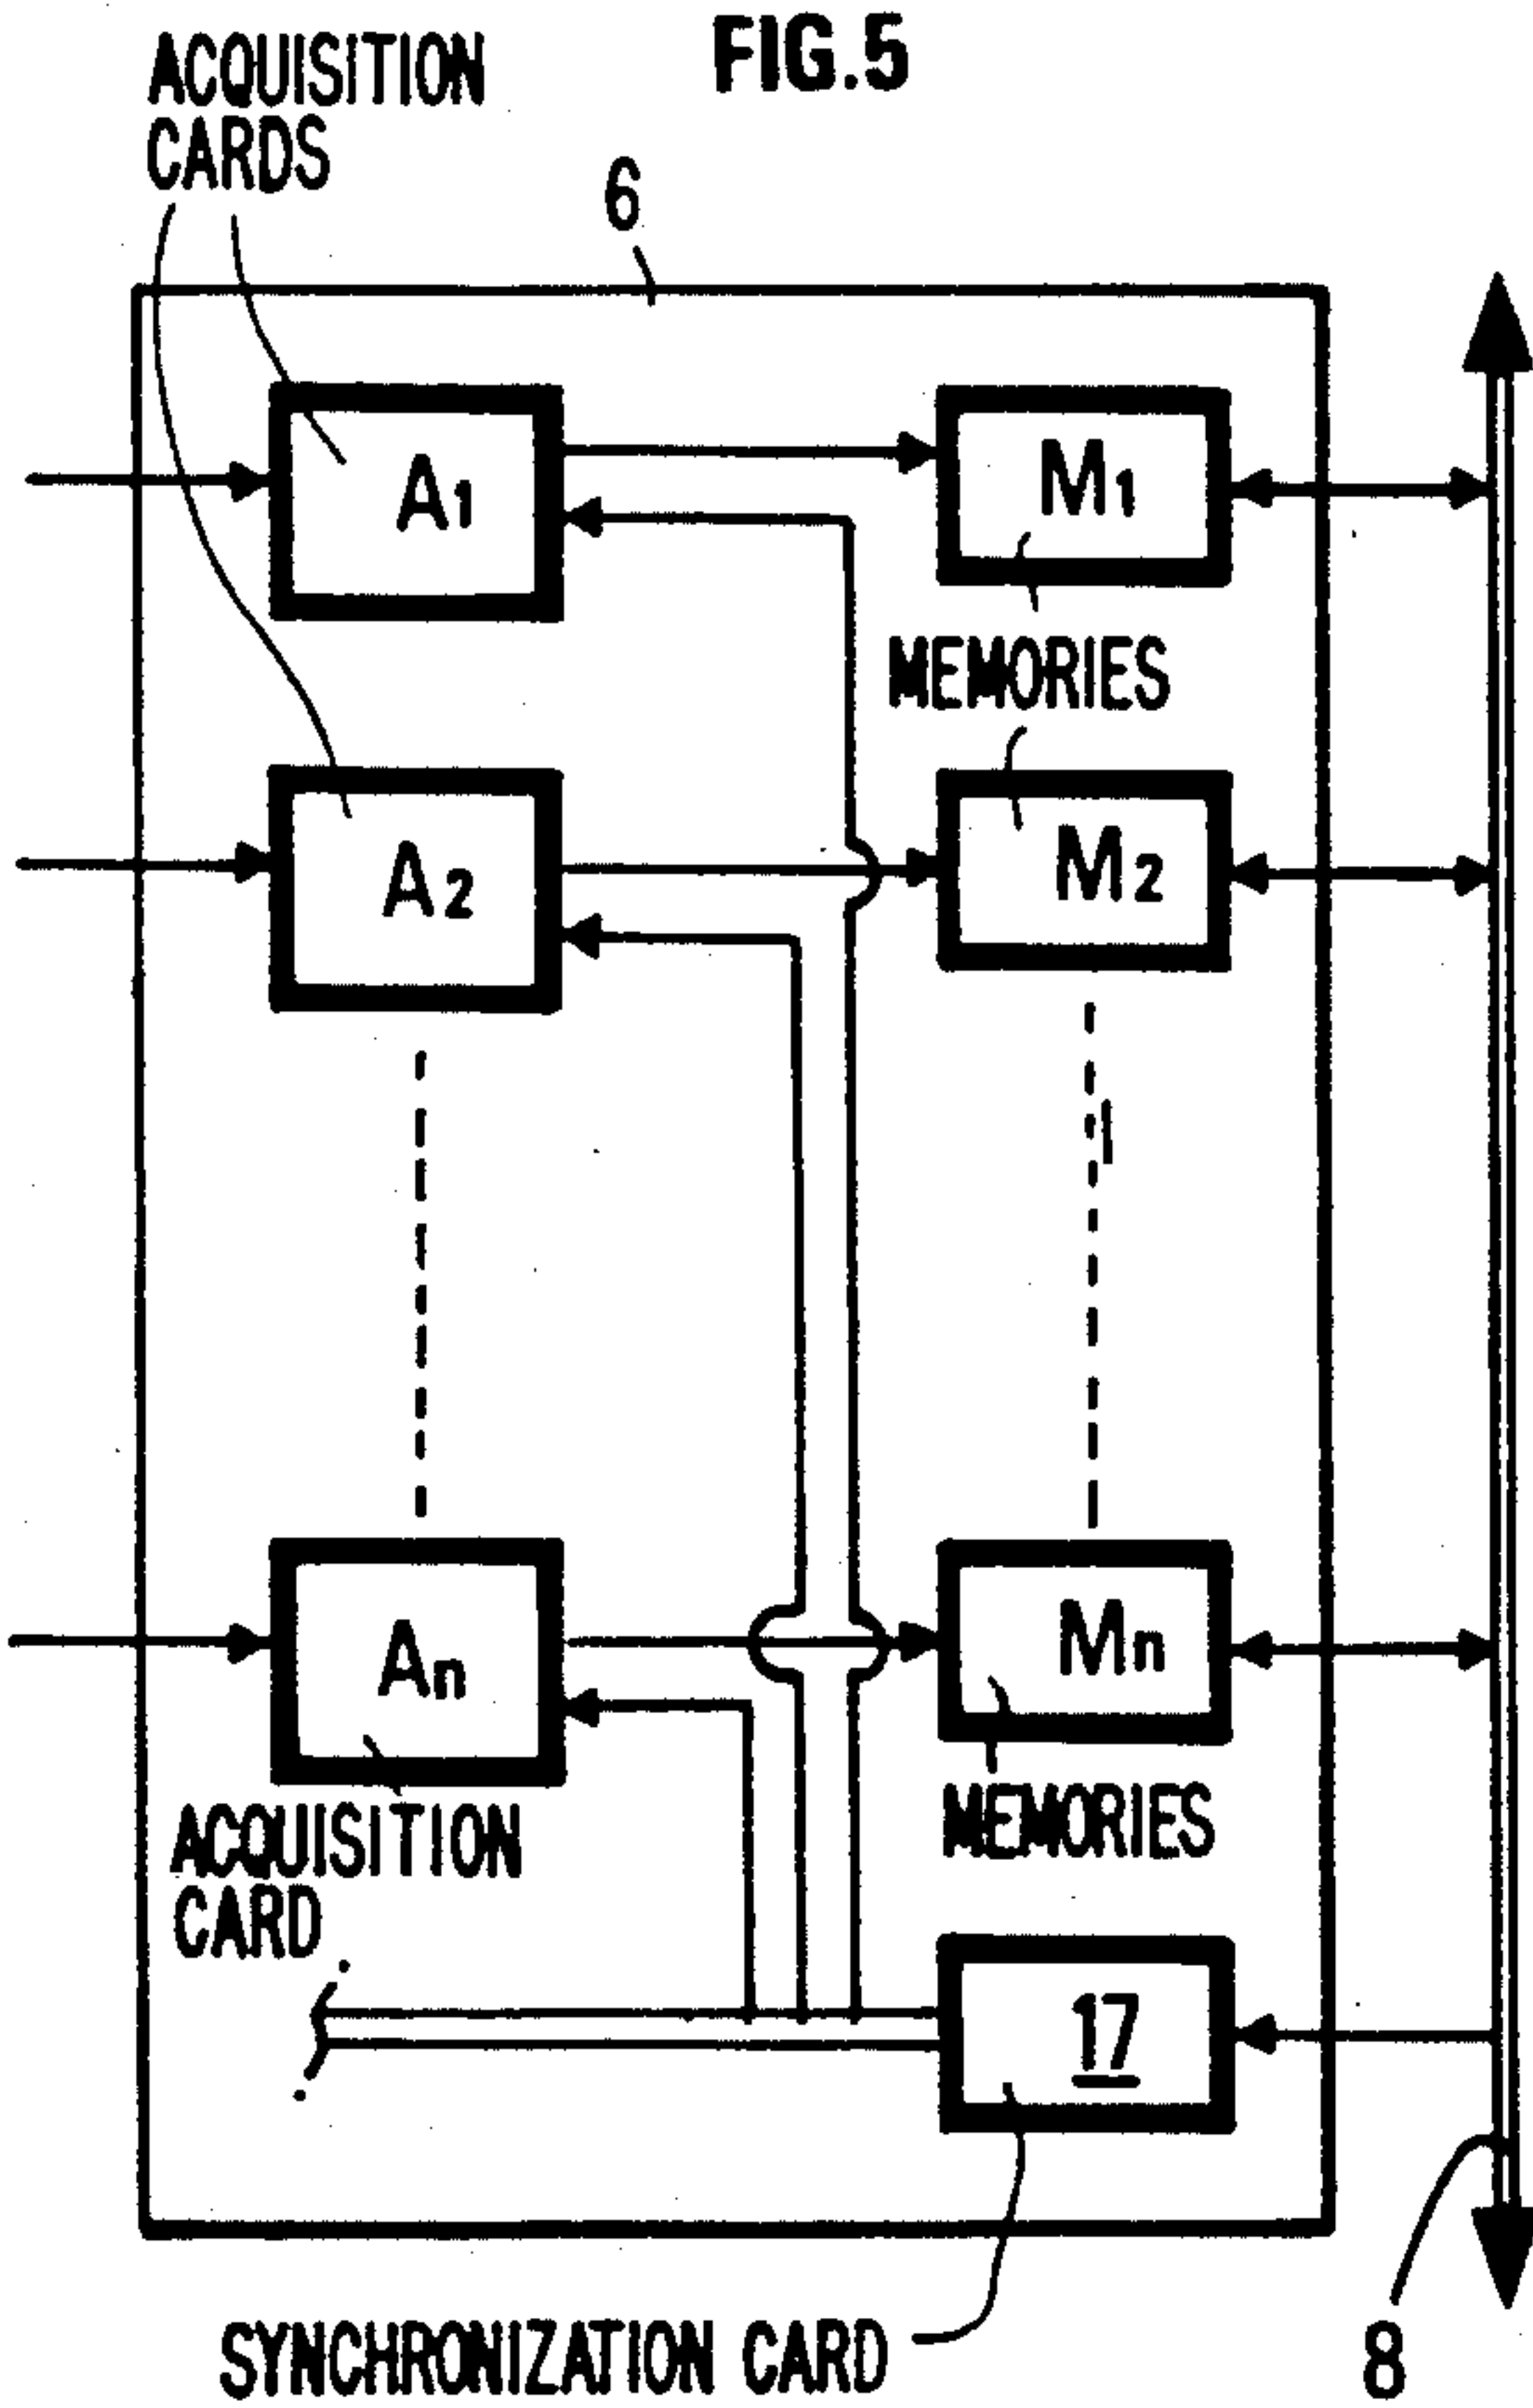 FIG.5
ACQUISITION
CARDS
6
A1
M1
MEMORIES
A2
M2
An
Mn
ACQUISITION
CARD
MEMORIES
17
SYNCHRONIZATION CARD
8